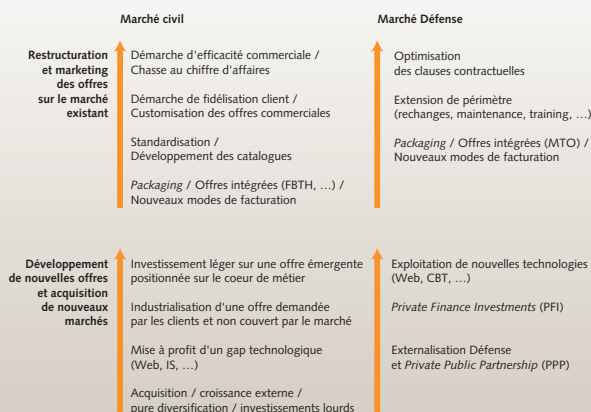 Marché civil
Marché Défense
Restructuration
et marketing
des offres
sur le marché
existant
Démarche d'efficacité commerciale /
Chasse au chiffre d'affaires
Démarche de fidélisation client /
Customisation des offres commerciales
Standardisation /
Développement des catalogues
Packaging / Offres intégrées (FBTH, ...) /
Nouveaux modes de facturation
Optimisation
des clauses contractuelles
Extension de périmètre
(rechanges, maintenance, training, ...)
Packaging / Offres intégrées (MTO) /
Nouveaux modes de facturation
Développement
de nouvelles offres
et acquisition
de nouveaux
marchés
Investissement léger sur une offre émergente
positionnée sur le coeur de métier
Industrialisation d'une offre demandée
par les clients et non couvert par le marché
Mise à profit d'un gap technologique
(Web, IS, ...)
Acquisition / croissance externe /
pure diversification / investissements lourds
Exploitation de nouvelles technologies
(Web, CBT, ...)
Private Finance Investments (PFI)
Externalisation Défense
et Private Public Partnership (PPP)